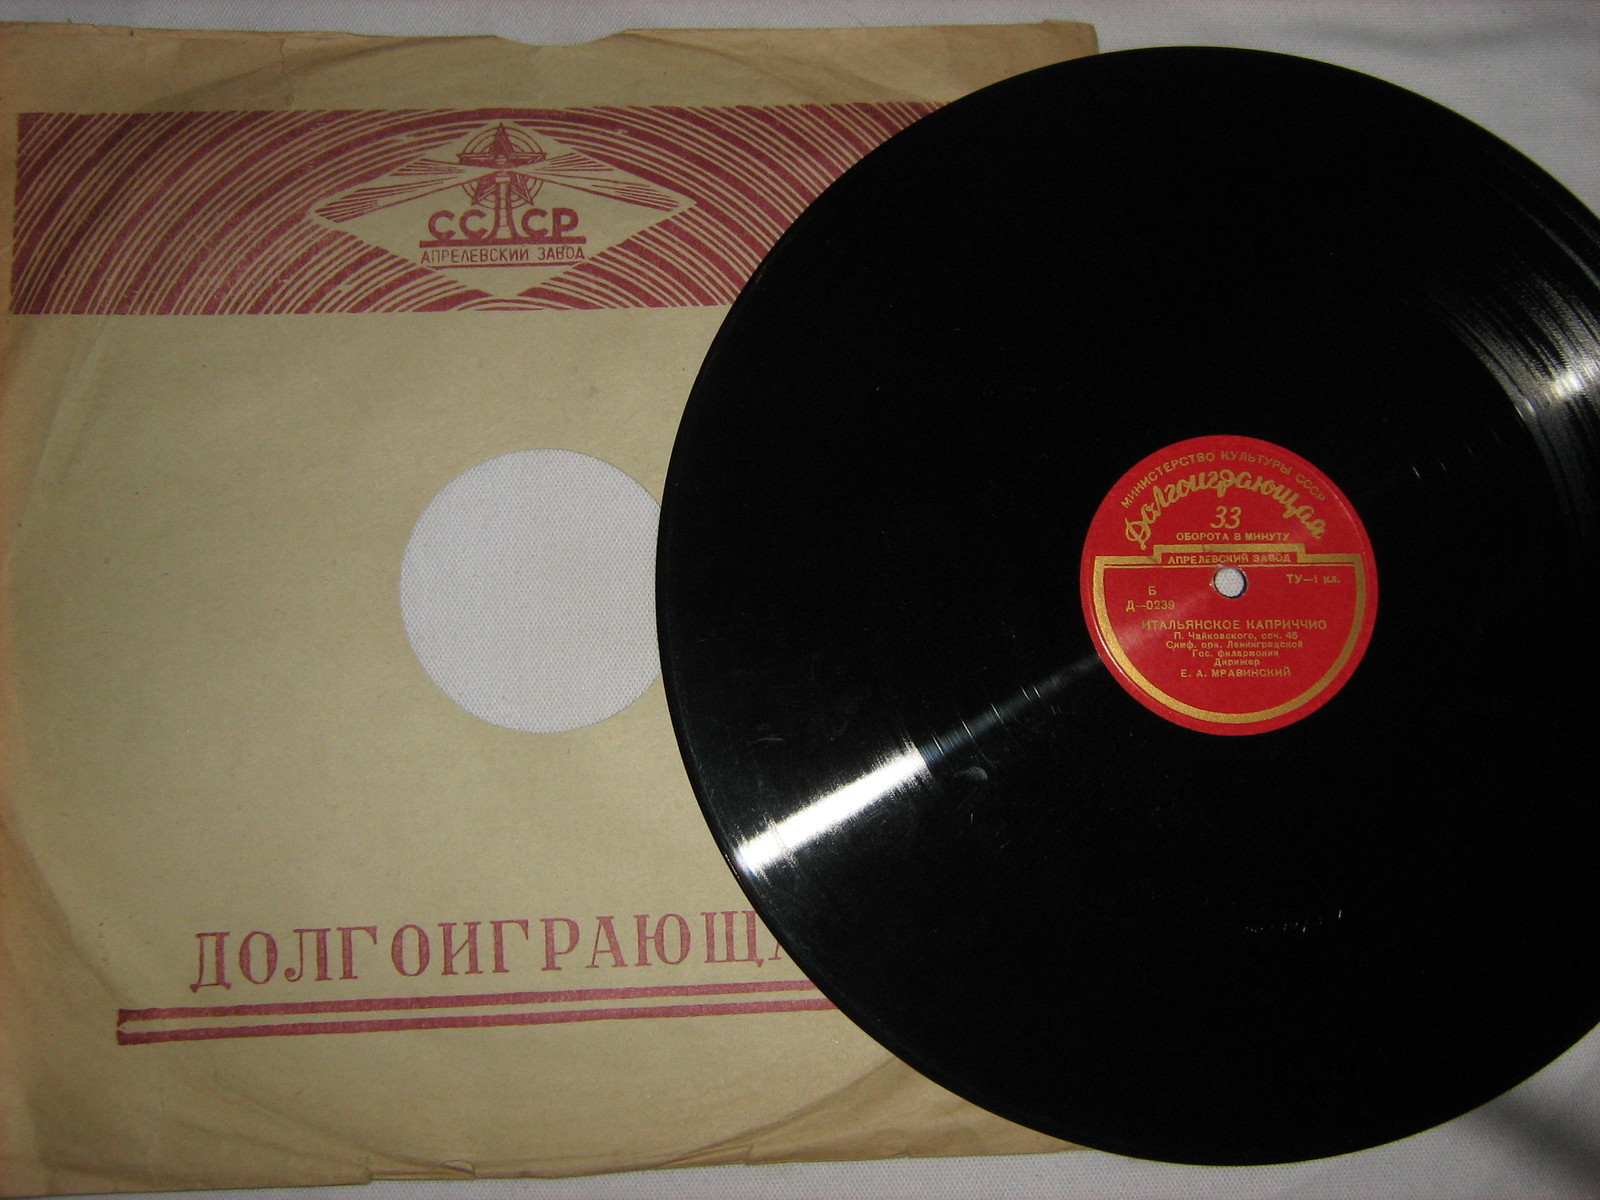 СССР
АПРЕЛЕВСКИЙ ЗАВОД
ДОЛГОИГРАЮЩА
МИНИСТЕРСТВО КУЛЬТУРЫ СССР
Долгоиграющая
33
ОБОРОТА В МИНУТУ
АПРЕЛЕВСКИЙ ЗАВОД
ТУ—1 кл.
Б
Д—0239
ИТАЛЬЯНСКОЕ КАПРИЧЧИО
П. Чайковского, соч. 45
Симф. орк. Ленинградской
Гос. филармонии
Дирижер
Е. А. МРАВИНСКИЙ